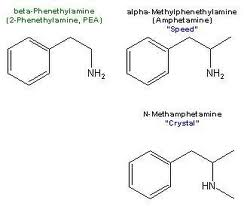 beta-Phenethylamine
(2-Phenethylamine, PEA)
NH2
alpha-Methylphenethylamine
(Amphetamine)
"Speed"
NH2
N-Methamphetamine
"Crystal"
HN